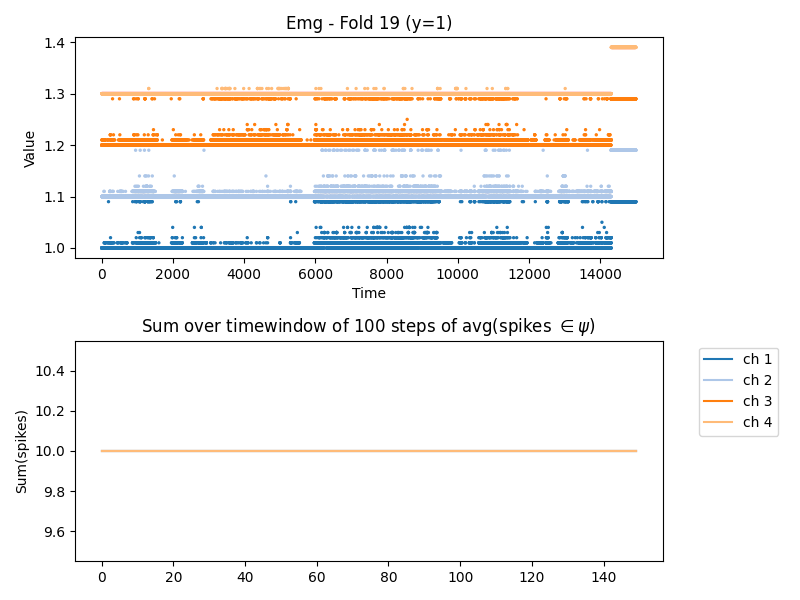 Emg - Fold 19 (y=1)
1.4
1.3
1.2
1.1
1.0
Value
0 2000 4000 6000 8000 10000 12000 14000
Time
Sum over timewindow of 100 steps of avg(spikes ∈ ψ)
10.4
10.2
10.0
9.8
9.6
Sum(spikes)
0 20 40 60 80 100 120 140
ch 1
ch 2
ch 3
ch 4